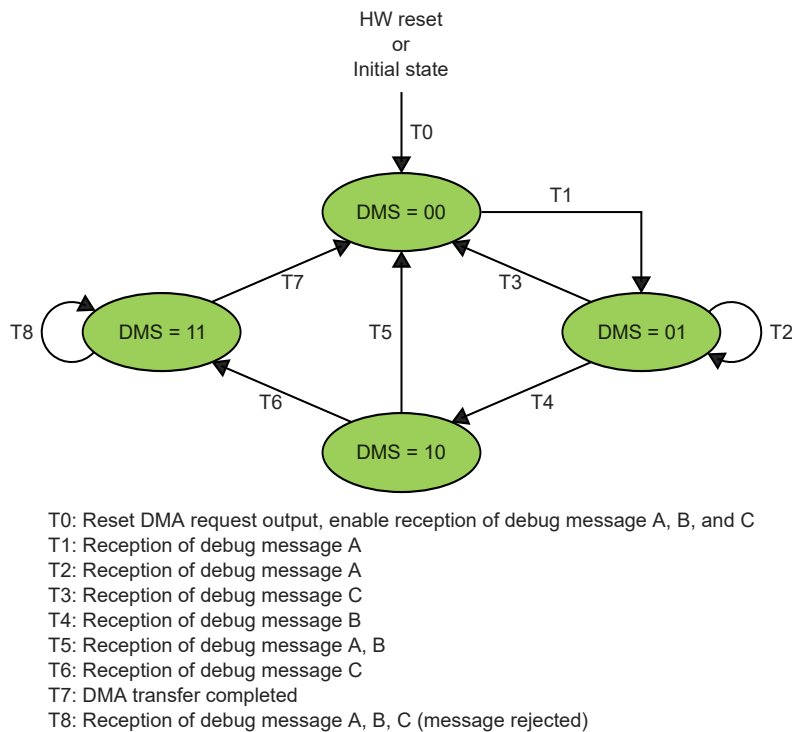 HW reset
or
Initial state
T0
DMS = 00
T1
T7
T3
T8
DMS = 11
T5
DMS = 01
T2
T6
T4
DMS = 10
T0: Reset DMA request output, enable reception of debug message A, B, and C
T1: Reception of debug message A
T2: Reception of debug message A
T3: Reception of debug message C
T4: Reception of debug message B
T5: Reception of debug message A, B
T6: Reception of debug message C
T7: DMA transfer completed
T8: Reception of debug message A, B, C (message rejected)